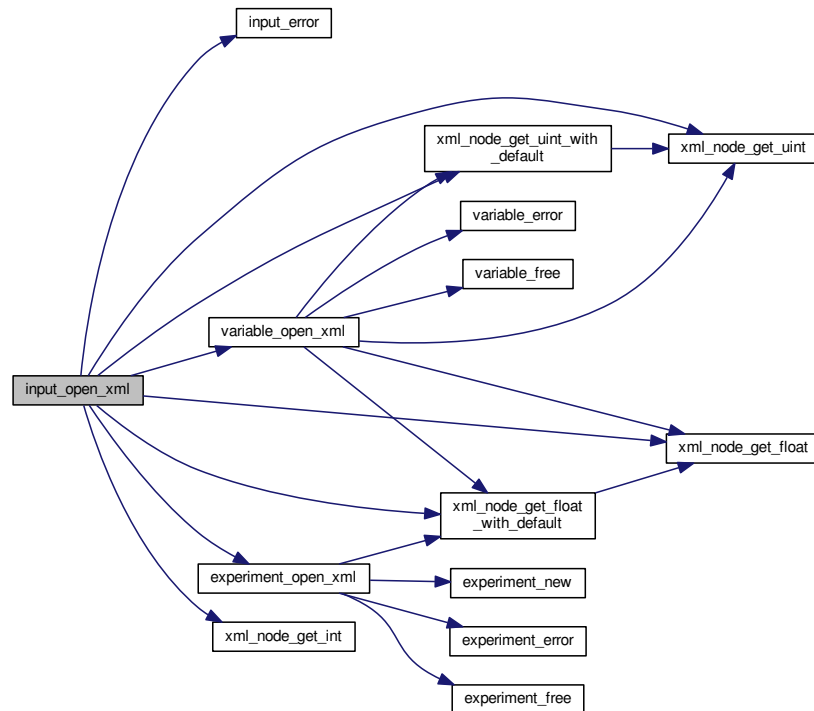 input_error
xml_node_get_uint_with
_default
xml_node_get_uint
variable_error
variable_free
variable_open_xml
input_open_xml
xml_node_get_float
xml_node_get_float
_with_default
experiment_open_xml
experiment_new
xml_node_get_int
experiment_error
experiment_free